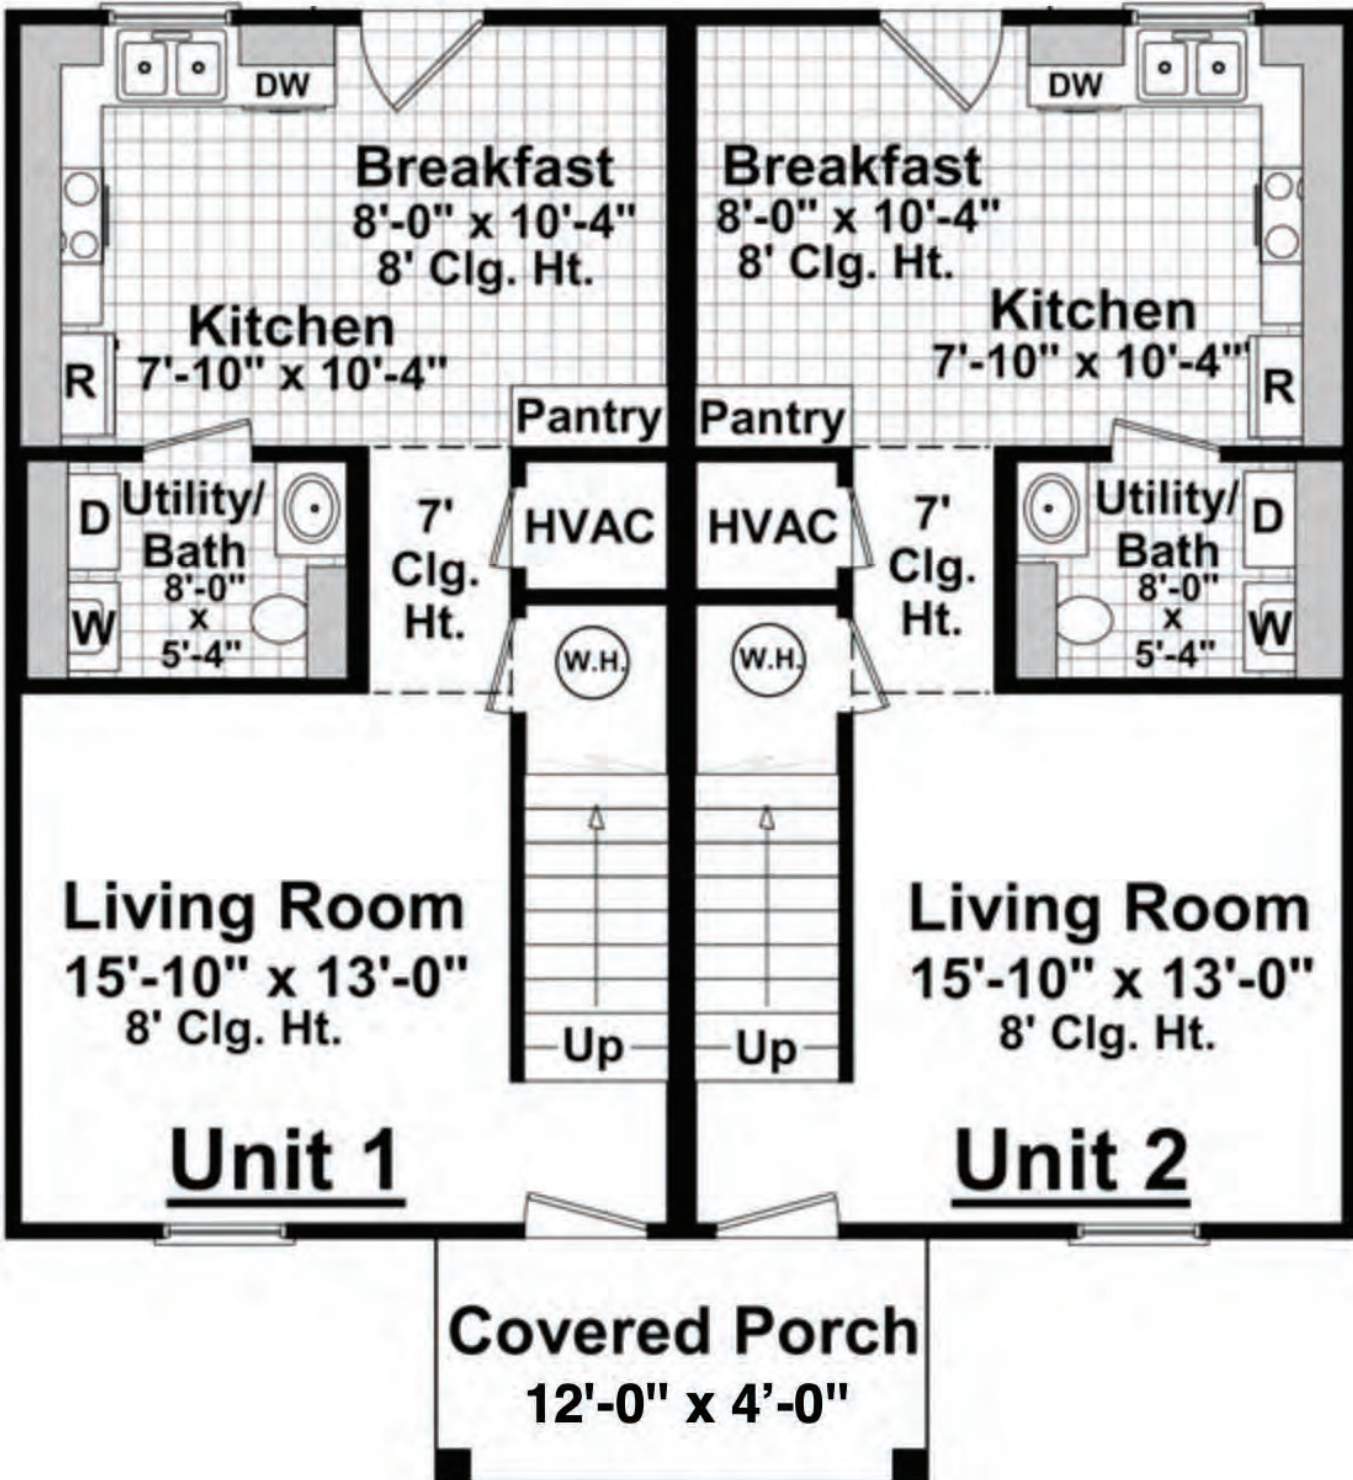 DW
Breakfast
8'-0" x 10'-4"
8' Clg. Ht.
Kitchen
7'-10" x 10'-4"
R
Pantry
D
Utility/
Bath
8'-0"
x
5'-4"
W
7'
Clg.
Ht.
HVAC
W.H.
Living Room
15'-10" x 13'-0"
8' Clg. Ht.
Up
Unit 1
DW
Breakfast
8'-0" x 10'-4"
8' Clg. Ht.
Kitchen
7'-10" x 10'-4"
R
Pantry
HVAC
7'
Clg.
Ht.
Utility/
Bath
8'-0"
x
5'-4"
D
W
W.H.
Living Room
15'-10" x 13'-0"
8' Clg. Ht.
Up
Unit 2
Covered Porch
12'-0" x 4’-0"